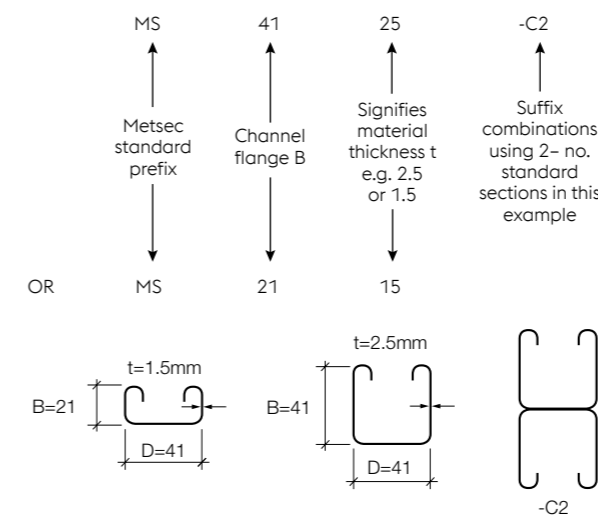 MS 41 25 -C2
Metsec
standard
prefix
Channel
flange B
Signifies
material
thickness t
e.g. 2.5
or 1.5
Suffix
combinations
using 2– no.
standard
sections in this
example
OR MS 21 15
t=1.5mm
B=21
D=41
t=2.5mm
B=41
D=41
-C2